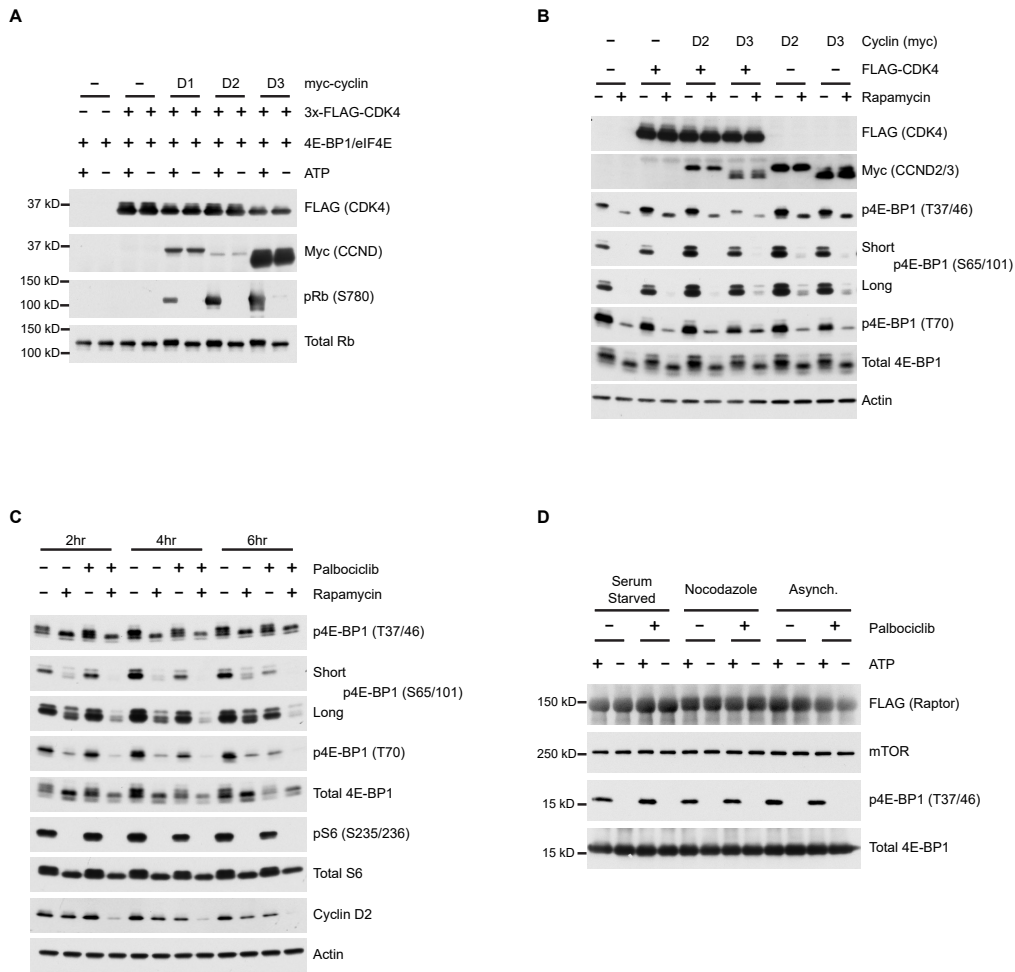 A
– – D1 D2 D3 myc-cyclin
– – + + + + + + + + 3x-FLAG-CDK4
+ + + + + + + + + + 4E-BP1/eIF4E
+ – + – + – + – + – ATP
37 kD FLAG (CDK4)
37 kD Myc (CCND)
150 kD
100 kD pRb (S780)
150 kD
100 kD Total Rb
B
– – D2 D3 D2 D3 Cyclin (myc)
– + + + – – FLAG-CDK4
– + – + – + – + – + – + Rapamycin
FLAG (CDK4)
Myc (CCND2/3)
p4E-BP1 (T37/46)
Short
p4E-BP1 (S65/101)
Long
p4E-BP1 (T70)
Total 4E-BP1
Actin
C
2hr 4hr 6hr
– – + + – – + + – – + + Palbociclib
– + – + – + – + – + – + Rapamycin
p4E-BP1 (T37/46)
Short
p4E-BP1 (S65/101)
Long
p4E-BP1 (T70)
Total 4E-BP1
pS6 (S235/236)
Total S6
Cyclin D2
Actin
D
Serum
Starved Nocodazole Asynch.
– + – + – + Palbociclib
+ – + – + – + – + – + – ATP
150 kD FLAG (Raptor)
250 kD mTOR
15 kD p4E-BP1 (T37/46)
15 kD Total 4E-BP1